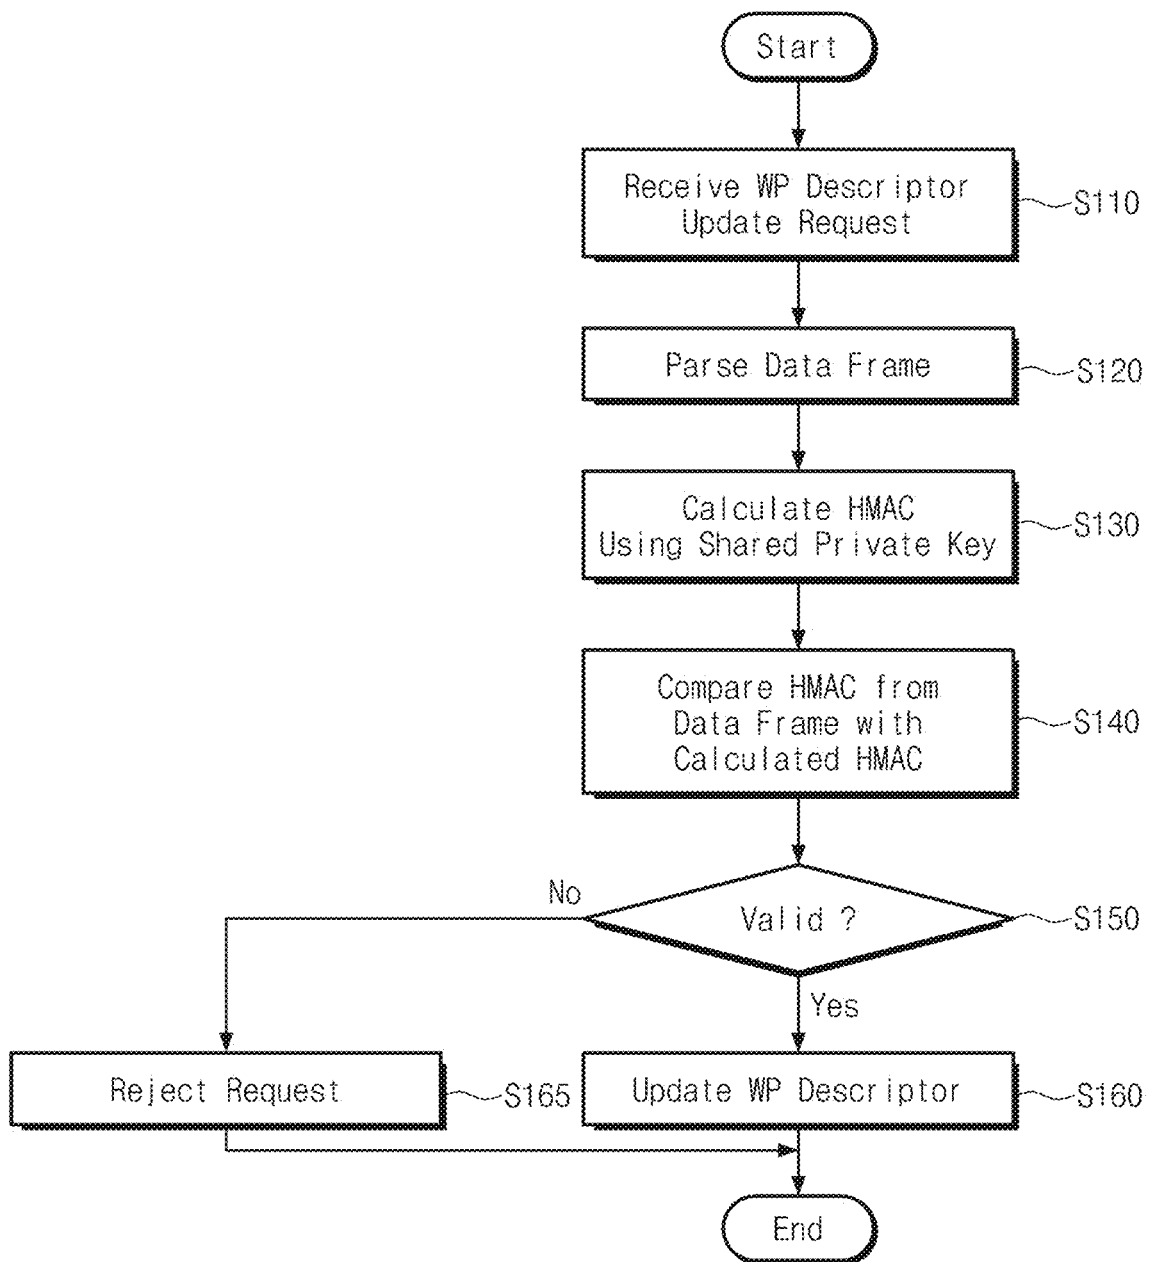 Start
Receive WP Descriptor
Update Request
S110
Parse Data Frame
S120
Calculate HMAC
Using Shared Private Key
S130
Compare HMAC from
Data Frame with
Calculated HMAC
S140
No
Valid ?
S150
Yes
Reject Request
S165
Update WP Descriptor
S160
End